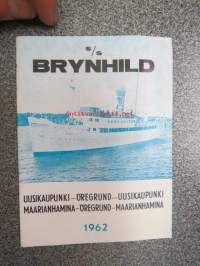 S/S
BRYNHILD
UUSIKAUPUNKI—ÖREGRUND—UUSIKAUPUNKI
MAARIANHAMINA—ÖREGRUND—MAARIANHAMINA
1962